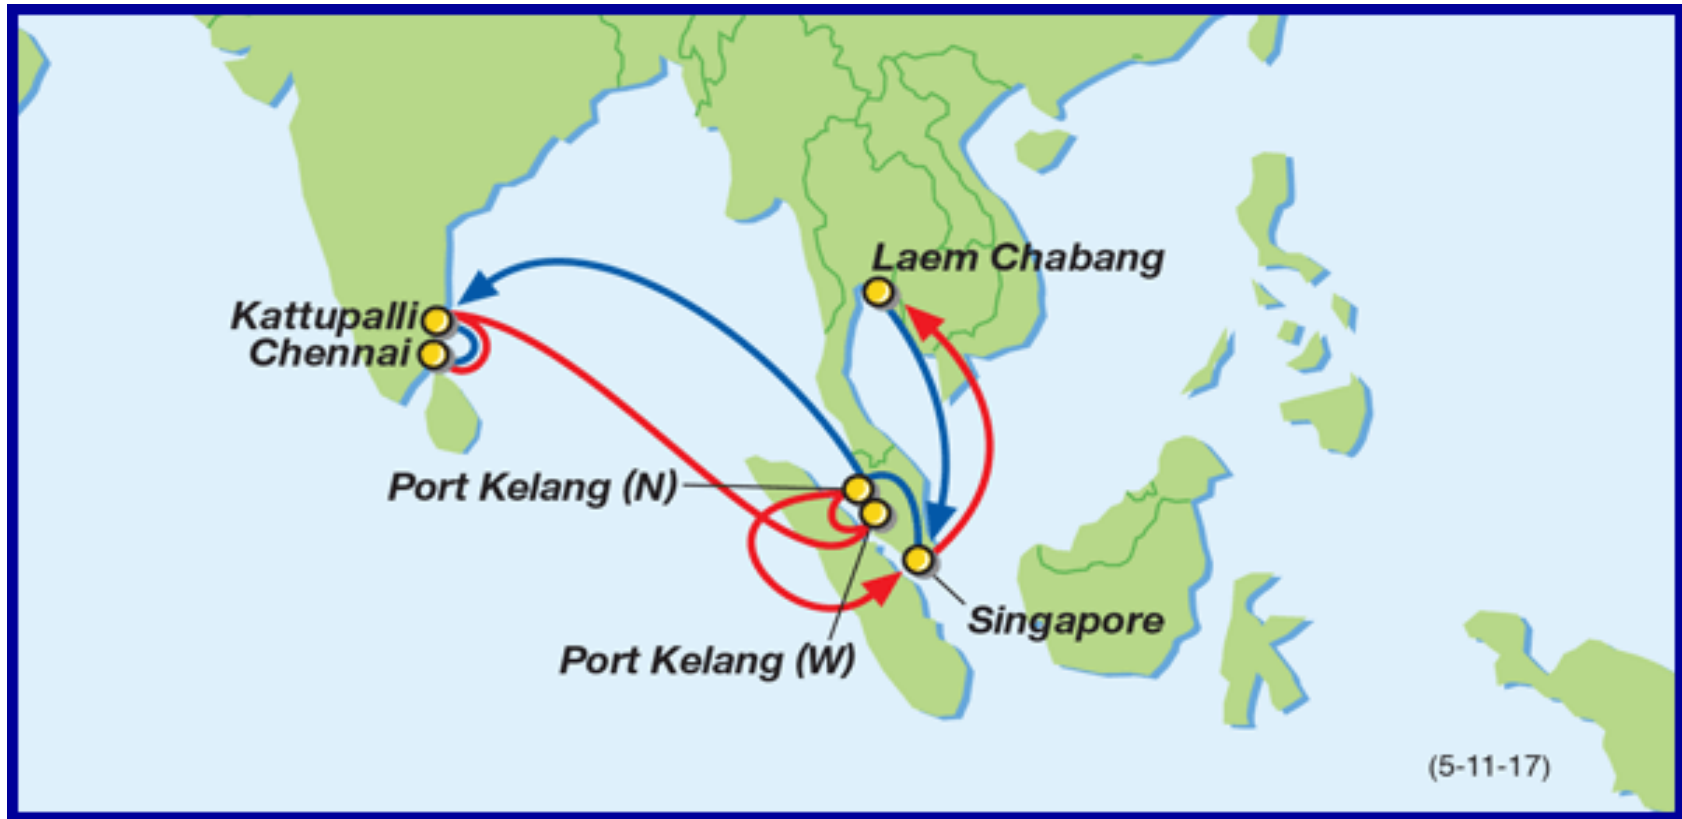 Laem Chabang
Kattupalli
Chennai
Port Kelang (N)
Singapore
Port Kelang (W)
(5-11-17)